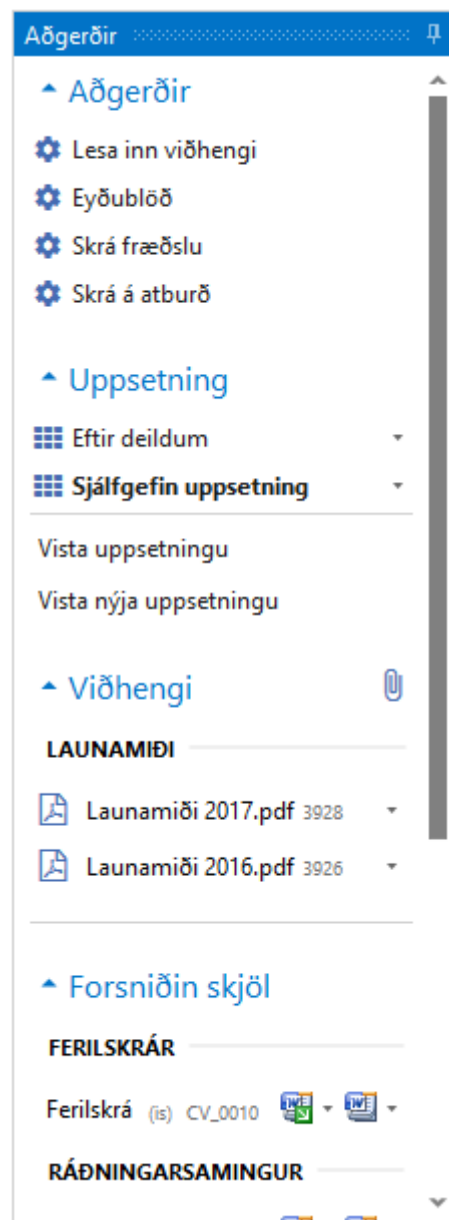 Aðgerðir
Aðgerðir
Lesa inn viðhengi
Eyðublöð
Skrá fræðslu
Skrá á atburð
Uppsetning
Eftir deildum
Sjálfgefin uppsetning
Vista uppsetningu
Vista nýja uppsetningu
Viðhengi
LAUNAMIÐI
Launamiði 2017.pdf 3928
Launamiði 2016.pdf 3926
Forsniðin skjöl
FERILSKRÁR
Ferilskrá (is) CV_0010
RÁÐNINGARSAMINGUR